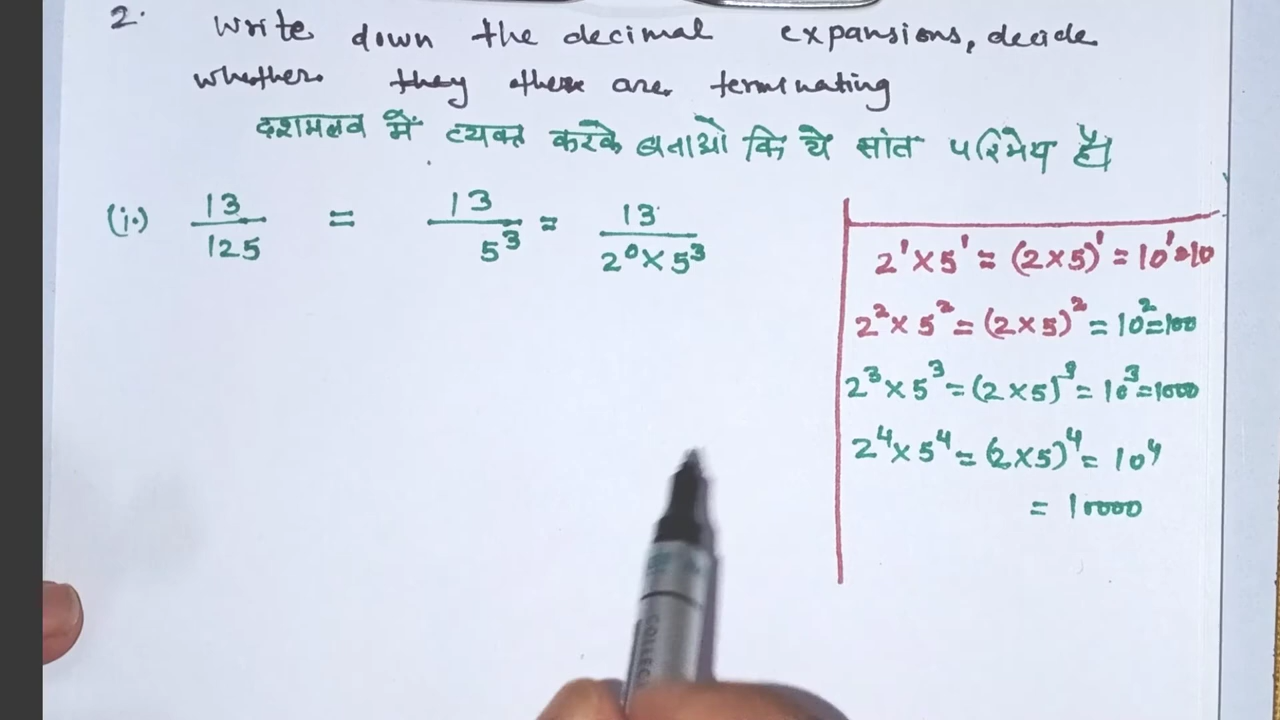 2. Write down the decimal expansions, decide
whether they there are terminating
दशमलव में व्यक्त करके बताओ कि ये सांत परिमेय हैं।
(i.) 13/125 = 13/5³ = 13/2⁰×5³
2¹×5¹ = (2×5)¹ = 10¹=10
2²×5² = (2×5)² = 10²=100
2³×5³ = (2×5)³ = 10³=1000
2⁴×5⁴ = (2×5)⁴ = 10⁴
= 10000
COLLEC